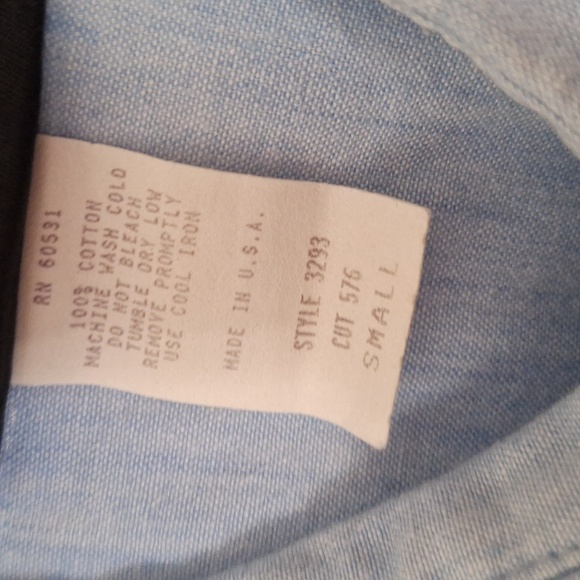 RN 60531
100% COTTON
MACHINE WASH COLD
DO NOT BLEACH
TUMBLE DRY LOW
REMOVE PROMPTLY
USE COOL IRON
MADE IN U.S.A.
STYLE 3293
CUT 576
SMALL